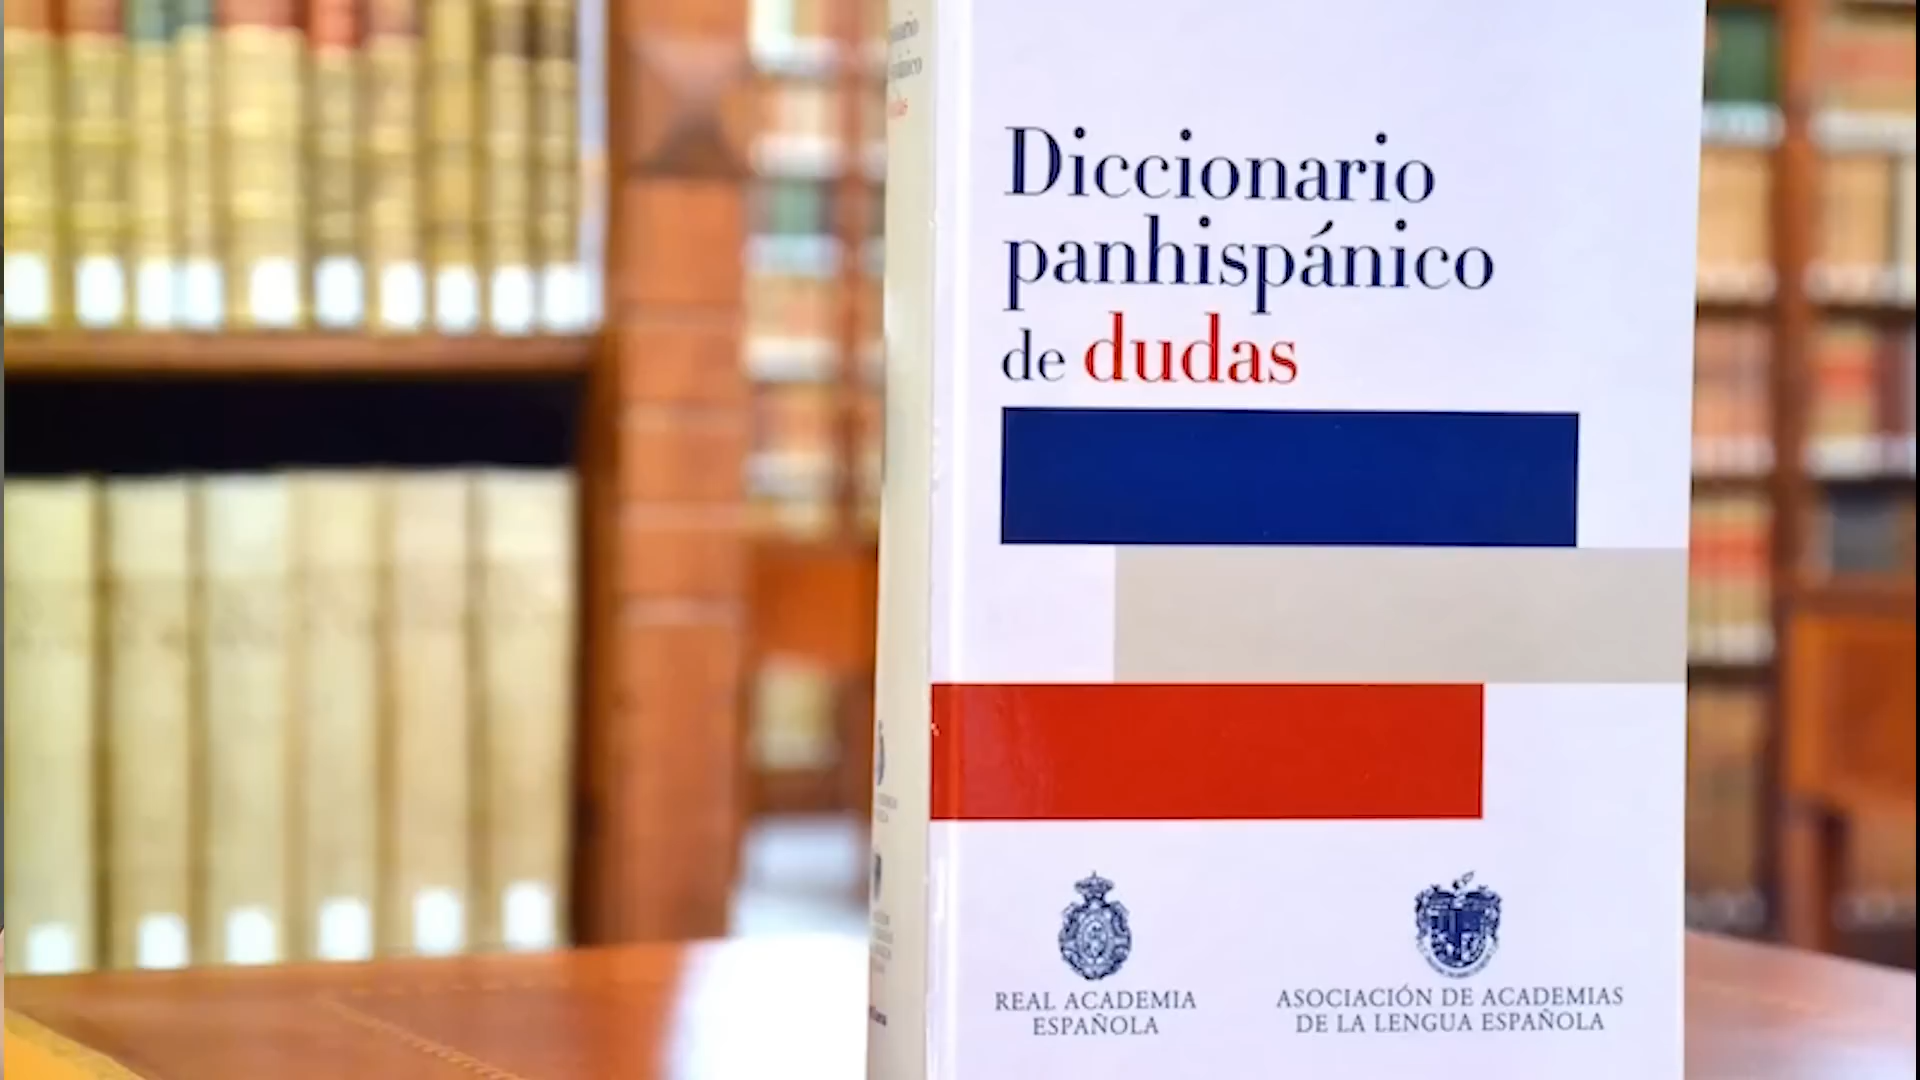 Diccionario
panhispánico
de dudas
REAL ACADEMIA
ESPAÑOLA
ASOCIACIÓN DE ACADEMIAS
DE LA LENGUA ESPAÑOLA